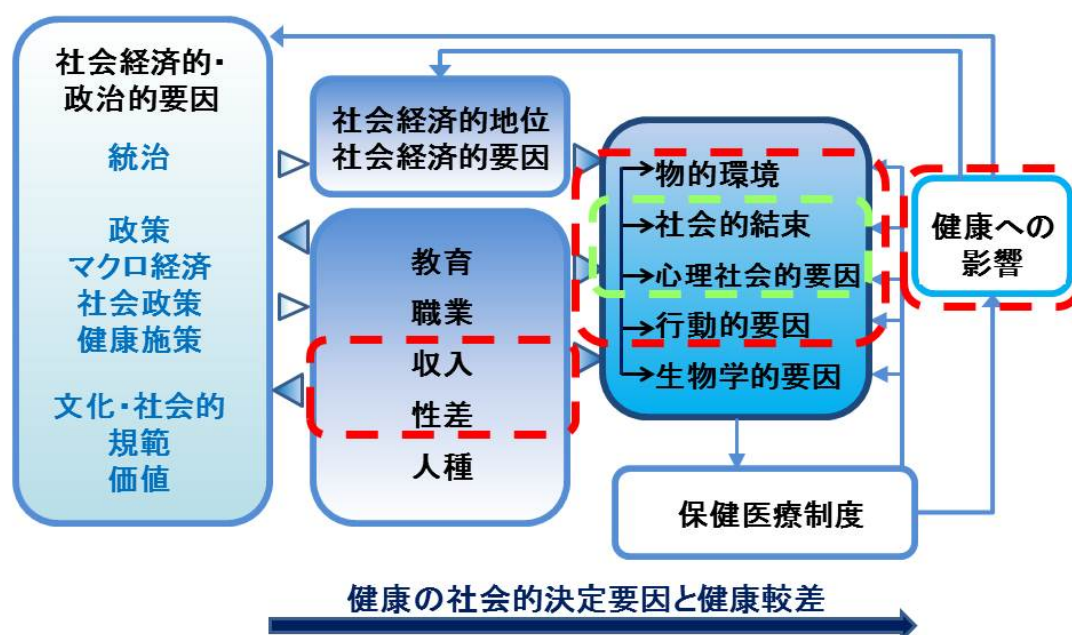 社会経済的・
政治的要因
統治
政策
マクロ経済
社会政策
健康施策
文化・社会的
規範
価値
社会経済的地位
社会経済的要因
教育
職業
収入
性差
人種
物的環境
社会的結束
心理社会的要因
行動的要因
生物学的要因
保健医療制度
健康への
影響
健康の社会的決定要因と健康較差